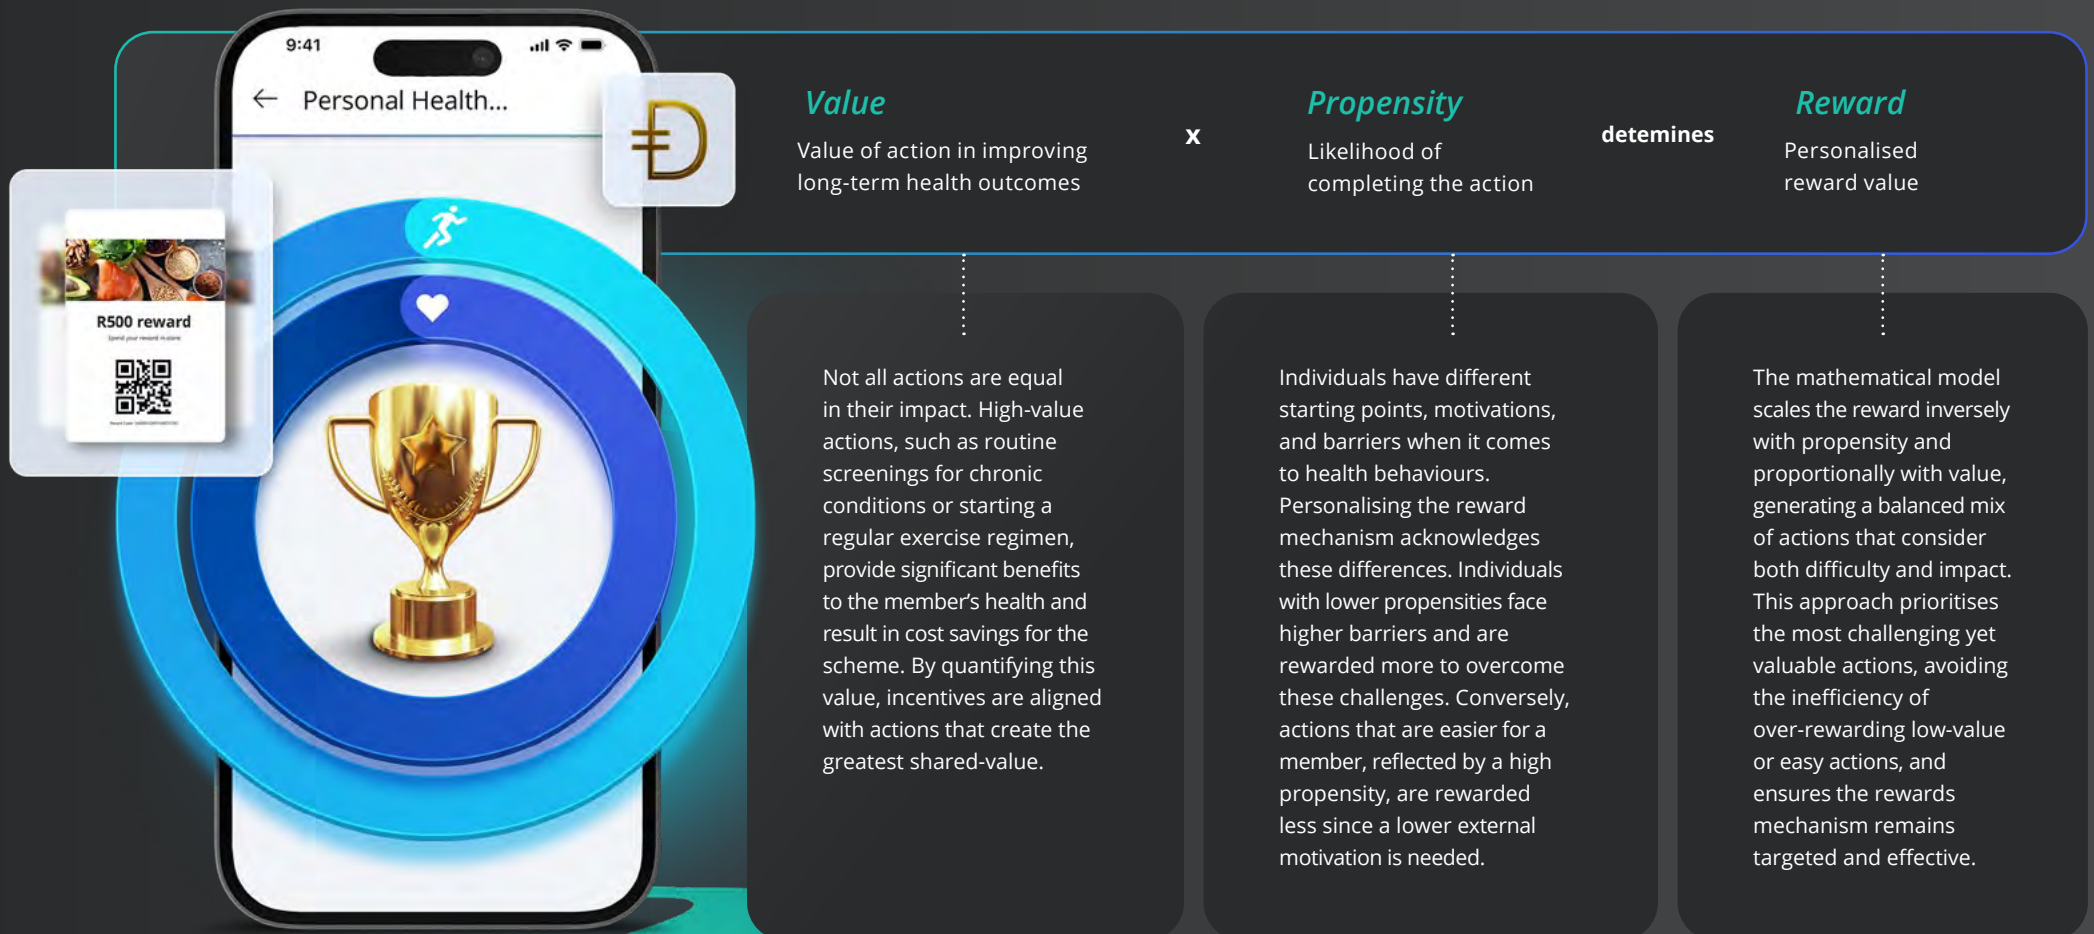 9:41
← Personal Health...
R500 reward
Spend your reward in-store
Value
Value of action in improving
long-term health outcomes
x
Propensity
Likelihood of
completing the action
detemines
Reward
Personalised
reward value
Not all actions are equal
in their impact. High-value
actions, such as routine
screenings for chronic
conditions or starting a
regular exercise regimen,
provide significant benefits
to the member’s health and
result in cost savings for the
scheme. By quantifying this
value, incentives are aligned
with actions that create the
greatest shared-value.
Individuals have different
starting points, motivations,
and barriers when it comes
to health behaviours.
Personalising the reward
mechanism acknowledges
these differences. Individuals
with lower propensities face
higher barriers and are
rewarded more to overcome
these challenges. Conversely,
actions that are easier for a
member, reflected by a high
propensity, are rewarded
less since a lower external
motivation is needed.
The mathematical model
scales the reward inversely
with propensity and
proportionally with value,
generating a balanced mix
of actions that consider
both difficulty and impact.
This approach prioritises
the most challenging yet
valuable actions, avoiding
the inefficiency of
over-rewarding low-value
or easy actions, and
ensures the rewards
mechanism remains
targeted and effective.